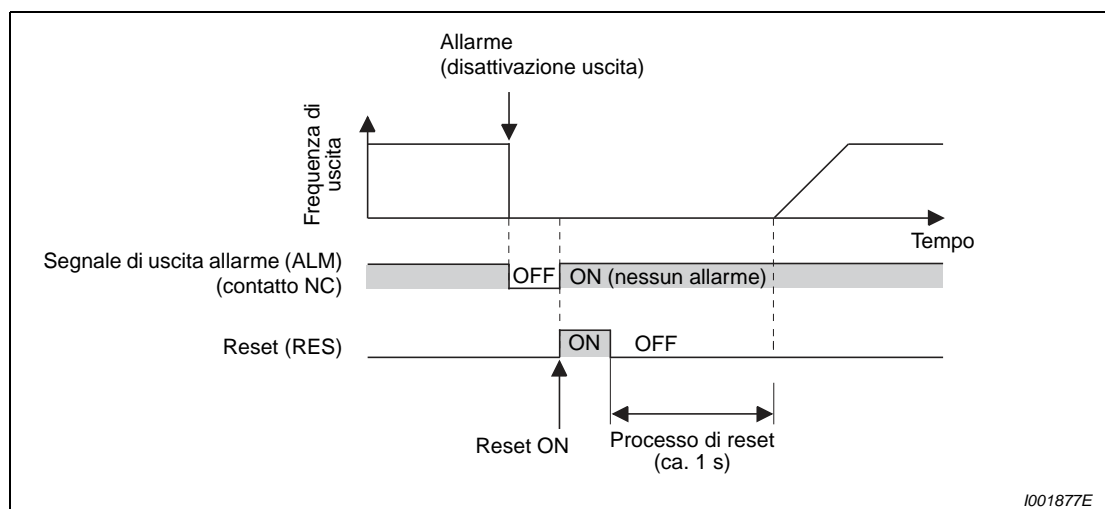 Allarme
(disattivazione uscita)
Frequenza di
uscita
Tempo
Segnale di uscita allarme (ALM)
(contatto NC)
OFF
ON (nessun allarme)
Reset (RES)
ON
OFF
Reset ON
Processo di reset
(ca. 1 s)
I001877E